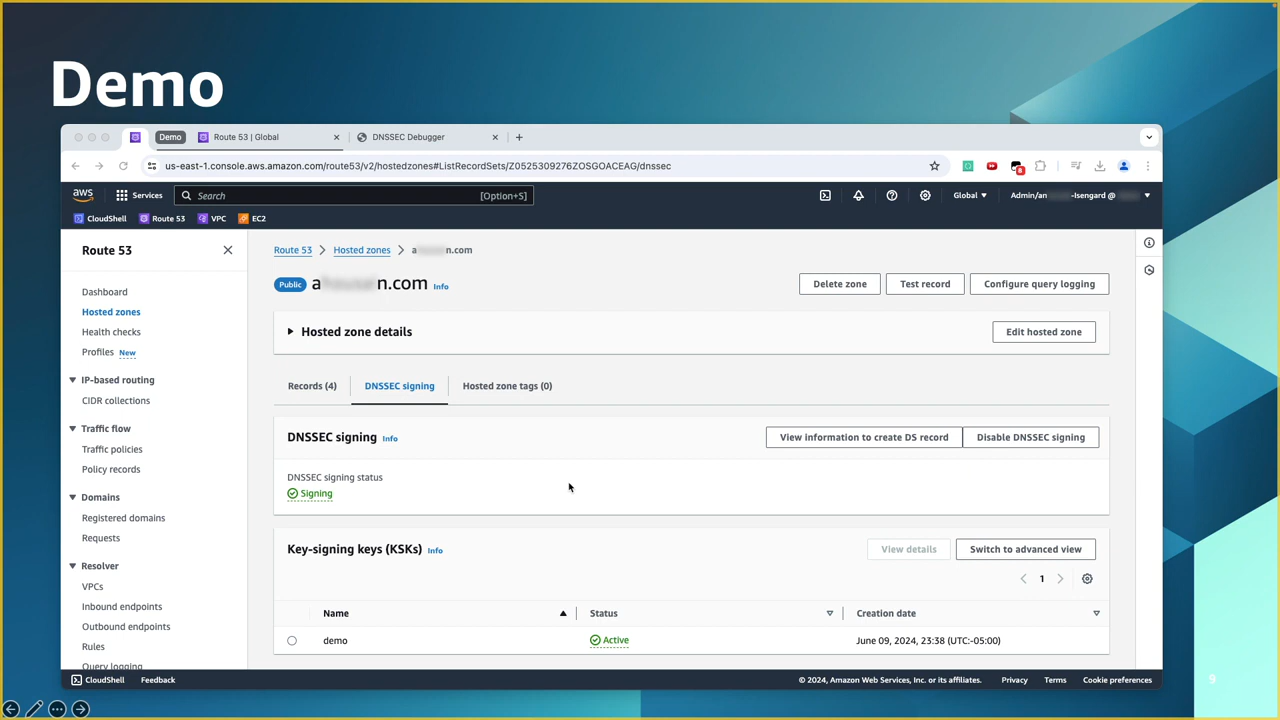 Demo
Demo Route 53 | Global DNSSEC Debugger
us-east-1.console.aws.amazon.com/route53/v2/hostedzones#ListRecordSets/Z0525309276ZOSGOACEAG/dnssec
8
aws Services Search [Option+S] Global Admin/an -Isengard @
CloudShell Route 53 VPC EC2
Route 53
Dashboard
Hosted zones
Health checks
Profiles New
IP-based routing
CIDR collections
Traffic flow
Traffic policies
Policy records
Domains
Registered domains
Requests
Resolver
VPCs
Inbound endpoints
Outbound endpoints
Rules
Query logging
Route 53 Hosted zones a n.com
Public a n.com Info Delete zone Test record Configure query logging
Hosted zone details Edit hosted zone
Records (4) DNSSEC signing Hosted zone tags (0)
DNSSEC signing Info View information to create DS record Disable DNSSEC signing
DNSSEC signing status
Signing
Key-signing keys (KSKs) Info View details Switch to advanced view
1
Name Status Creation date
demo Active June 09, 2024, 23:38 (UTC-05:00)
CloudShell Feedback © 2024, Amazon Web Services, Inc. or its affiliates. Privacy Terms Cookie preferences
9